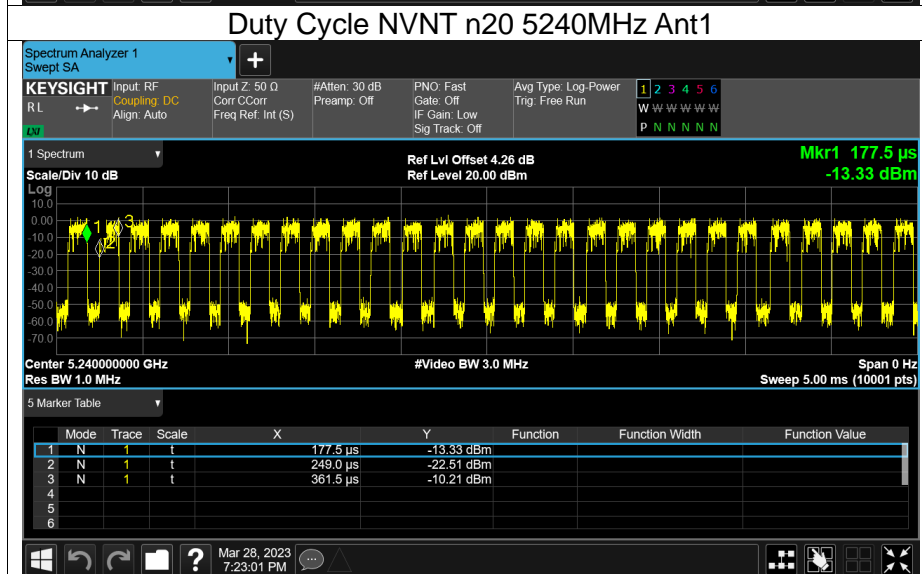 Duty Cycle NVNT n20 5240MHz Ant1
Spectrum Analyzer 1
Swept SA
+
KEYSIGHT Input: RF Input Z: 50 Ω #Atten: 30 dB PNO: Fast Avg Type: Log-Power 1 2 3 4 5 6
R L Coupling: DC Corr CCorr Preamp: Off Gate: Off Trig: Free Run W W W W W W
Align: Auto Freq Ref: Int (S) IF Gain: Low
LXI Sig Track: Off P N N N N N
1 Spectrum Ref Lvl Offset 4.26 dB Mkr1 177.5 µs
Scale/Div 10 dB Ref Level 20.00 dBm -13.33 dBm
Log
10.0
0.00
-10.0
-20.0
-30.0
-40.0
-50.0
-60.0
-70.0
1 2 3
Center 5.240000000 GHz #Video BW 3.0 MHz Span 0 Hz
Res BW 1.0 MHz Sweep 5.00 ms (10001 pts)
5 Marker Table
Mode Trace Scale X Y Function Function Width Function Value
1 N 1 t 177.5 µs -13.33 dBm
2 N 1 t 249.0 µs -22.51 dBm
3 N 1 t 361.5 µs -10.21 dBm
4
5
6
? Mar 28, 2023
7:23:01 PM